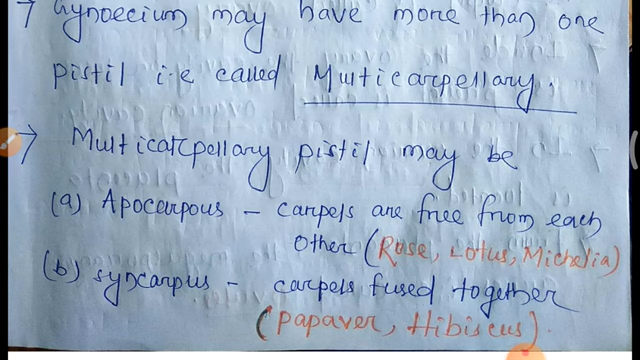 → Gynoecium may have more than one
pistil i.e called Multicarpellary.
→ Multicarpellary pistil may be
(a) Apocarpous - carpels are free from each
other (Rose, Lotus, Michelia)
(b) syncarpus - carpels fused together
(Papaver, Hibiscus).